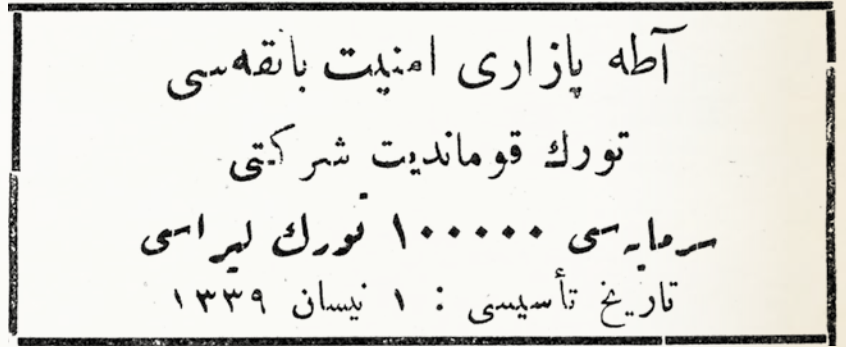 آطه پازاری امنیت بانقه‌سی
تورك قوماندیت شركتی
سرمایه‌سی ۱۰۰۰۰۰ تورك لیراسی
تاریخ تأسیسی : ۱ نیسان ۱۳۳۹